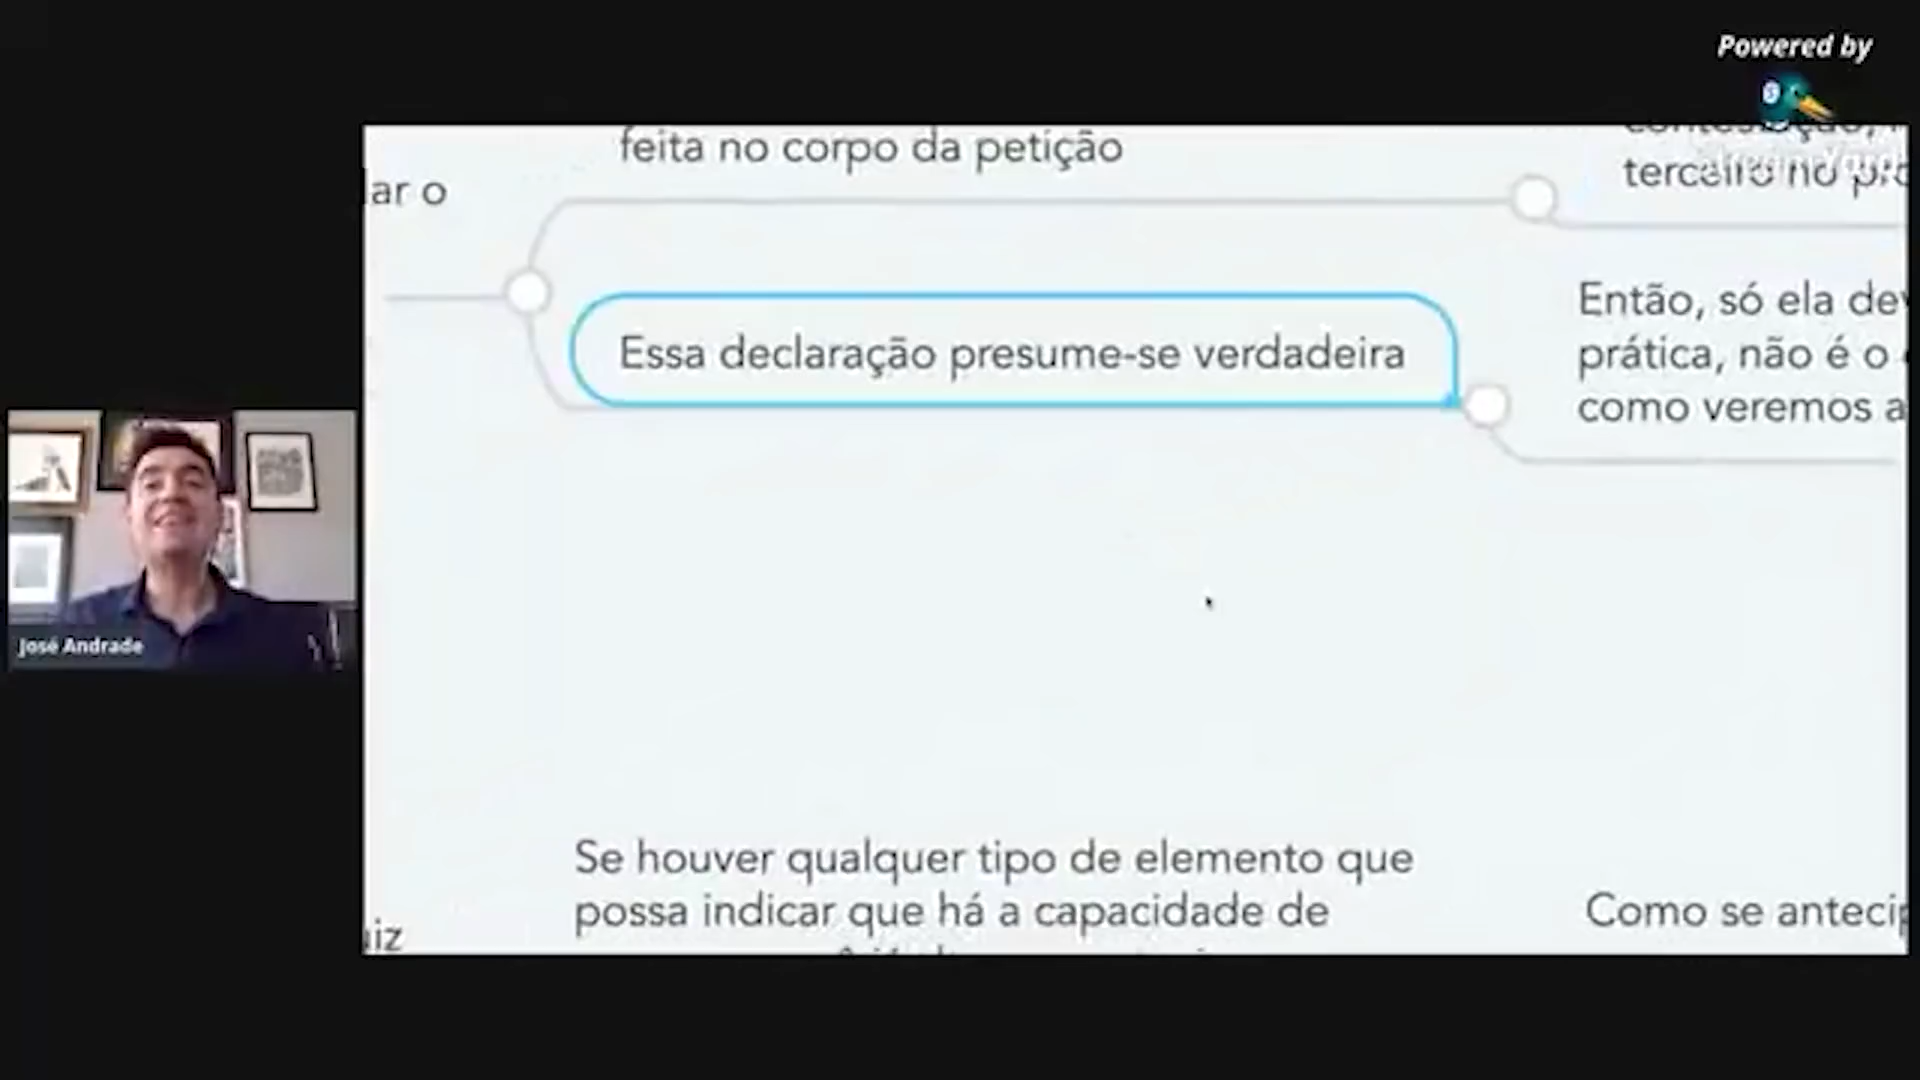 Powered by
feita no corpo da petição
terceiro no
ar o
Então, só ela
Essa declaração presume-se verdadeira
prática, não é o
como veremos a
José Andrade
Se houver qualquer tipo de elemento que
possa indicar que há a capacidade de
Como se
iz